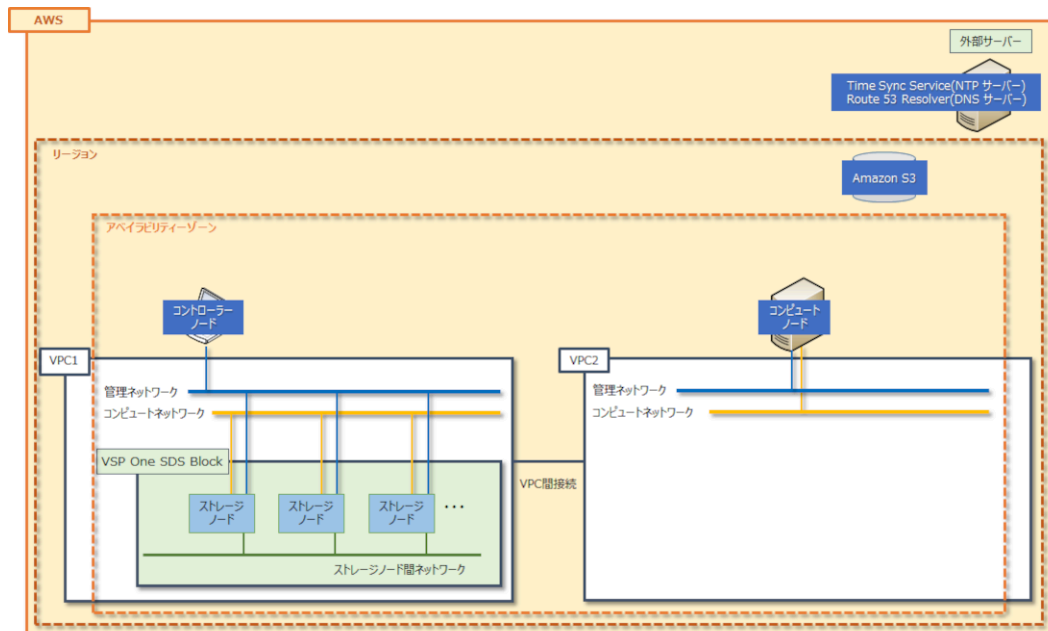 AWS
外部サーバー
Time Sync Service(NTP サーバー)
Route 53 Resolver(DNS サーバー)
リージョン
Amazon S3
アベイラビリティーゾーン
コントローラー
ノード
コンピュート
ノード
VPC1
VPC2
管理ネットワーク
コンピュートネットワーク
管理ネットワーク
コンピュートネットワーク
VSP One SDS Block
VPC間接続
ストレージ
ノード
ストレージ
ノード
ストレージ
ノード
・・・
ストレージノード間ネットワーク